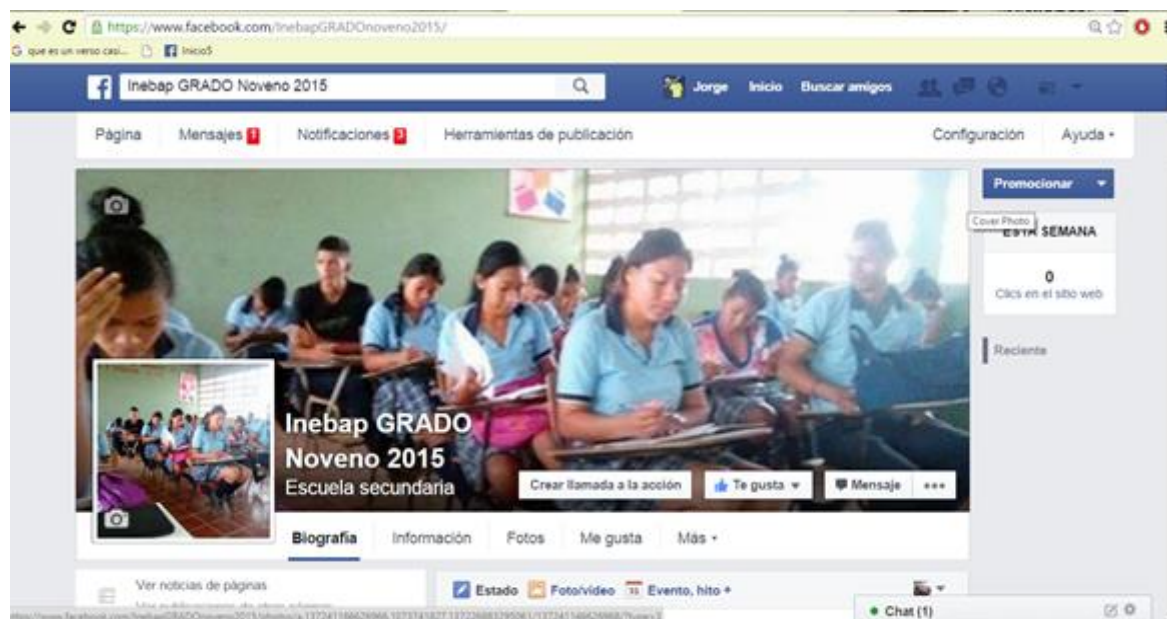 https://www.facebook.com/InebapGRADOnoveno2015/
que es un verso casi... Inicio5
Inebap GRADO Noveno 2015 Jorge Inicio Buscar amigos
Página Mensajes 1 Notificaciones 3 Herramientas de publicación Configuración Ayuda
Promocionar
Cover Photo
ESTA SEMANA
0
Clics en el sitio web
Reciente
Inebap GRADO
Noveno 2015
Escuela secundaria
Crear llamada a la acción Te gusta Mensaje
Biografía Información Fotos Me gusta Más
Ver noticias de páginas
Estado Foto/video Evento, hito +
Chat (1)